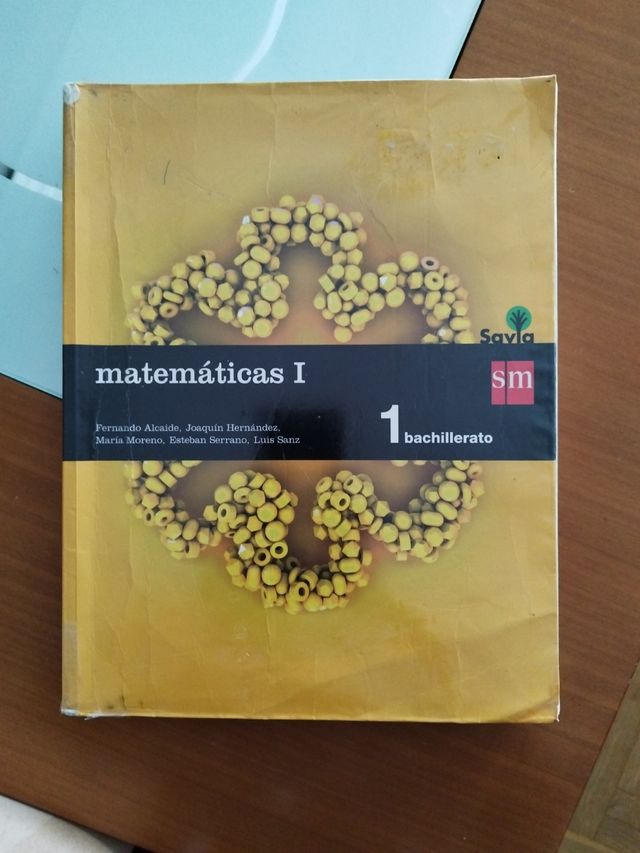 Savia
sm
matemáticas I
Fernando Alcaide, Joaquín Hernández,
María Moreno, Esteban Serrano, Luis Sanz
1 bachillerato